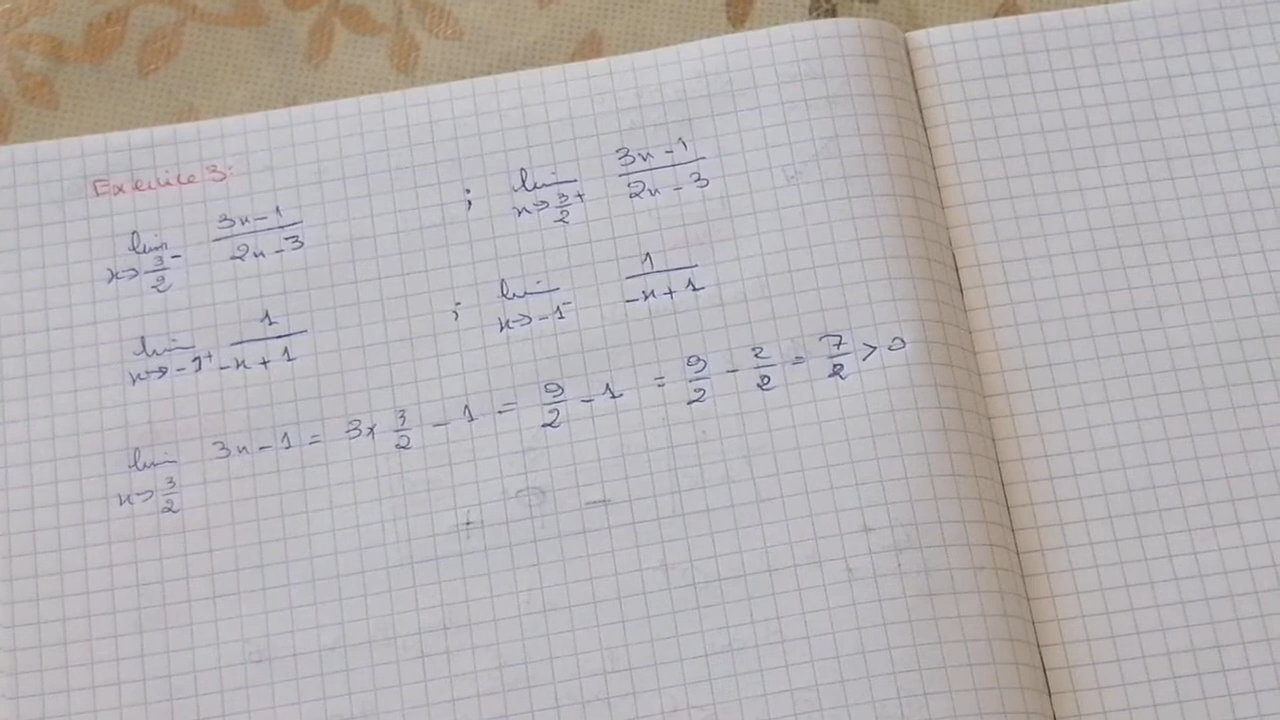 Exercice 3:
lim x→3/2⁻ (3x-1)/(2x-3) ; lim x→3/2⁺ (3x-1)/(2x-3)
lim x→-1⁺ 1/(-x+1) ; lim x→-1⁻ 1/(-x+1)
lim x→3/2 3x-1 = 3× 3/2 - 1 = 9/2 - 1 = 9/2 - 2/2 = 7/2 > 0